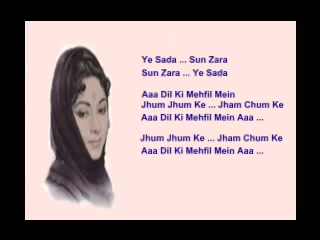 Ye Sada ... Sun Zara
Sun Zara ... Ye Sada
Aaa Dil Ki Mehfil Mein
Jhum Jhum Ke ... Jham Chum Ke
Aaa Dil Ki Mehfil Mein Aaa ...
Jhum Jhum Ke ... Jham Chum Ke
Aaa Dil Ki Mehfil Mein Aaa ...